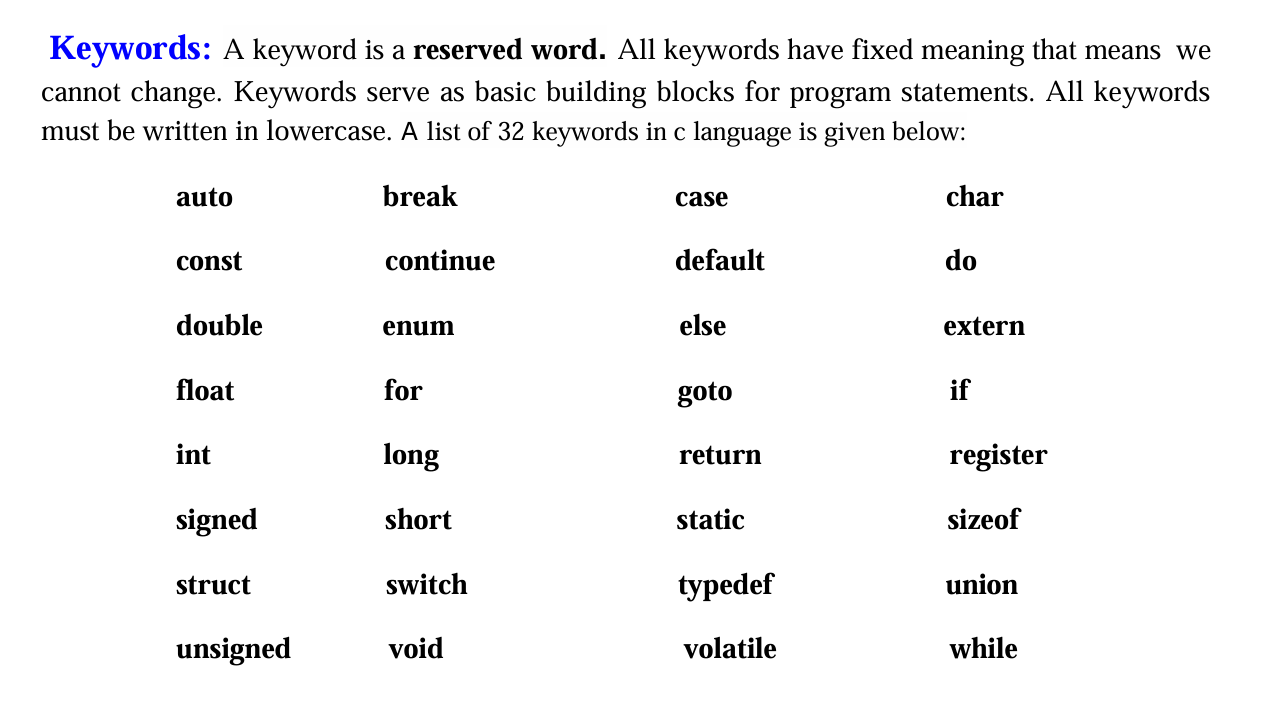 Keywords: A keyword is a reserved word. All keywords have fixed meaning that means we
cannot change. Keywords serve as basic building blocks for program statements. All keywords
must be written in lowercase. A list of 32 keywords in c language is given below:
auto break case char
const continue default do
double enum else extern
float for goto if
int long return register
signed short static sizeof
struct switch typedef union
unsigned void volatile while